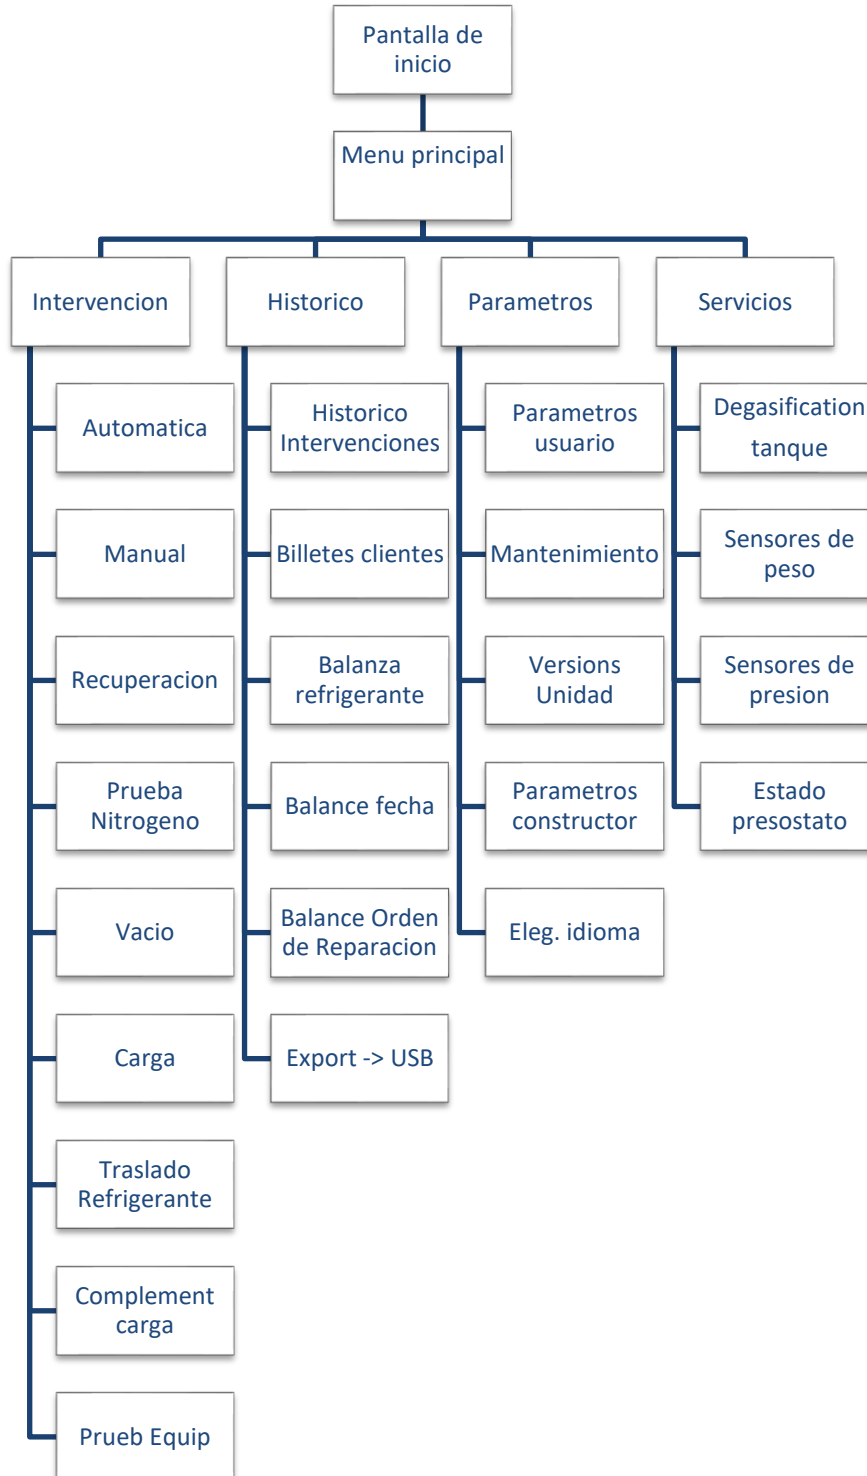 Pantalla de
inicio
Menu principal
Intervencion
Historico
Parametros
Servicios
Automatica
Manual
Recuperacion
Prueba
Nitrogeno
Vacio
Carga
Traslado
Refrigerante
Complement
carga
Prueb Equip
Historico
Intervenciones
Billetes clientes
Balanza
refrigerante
Balance fecha
Balance Orden
de Reparacion
Export -> USB
Parametros
usuario
Mantenimiento
Versions
Unidad
Parametros
constructor
Eleg. idioma
Degasification
tanque
Sensores de
peso
Sensores de
presion
Estado
presostato